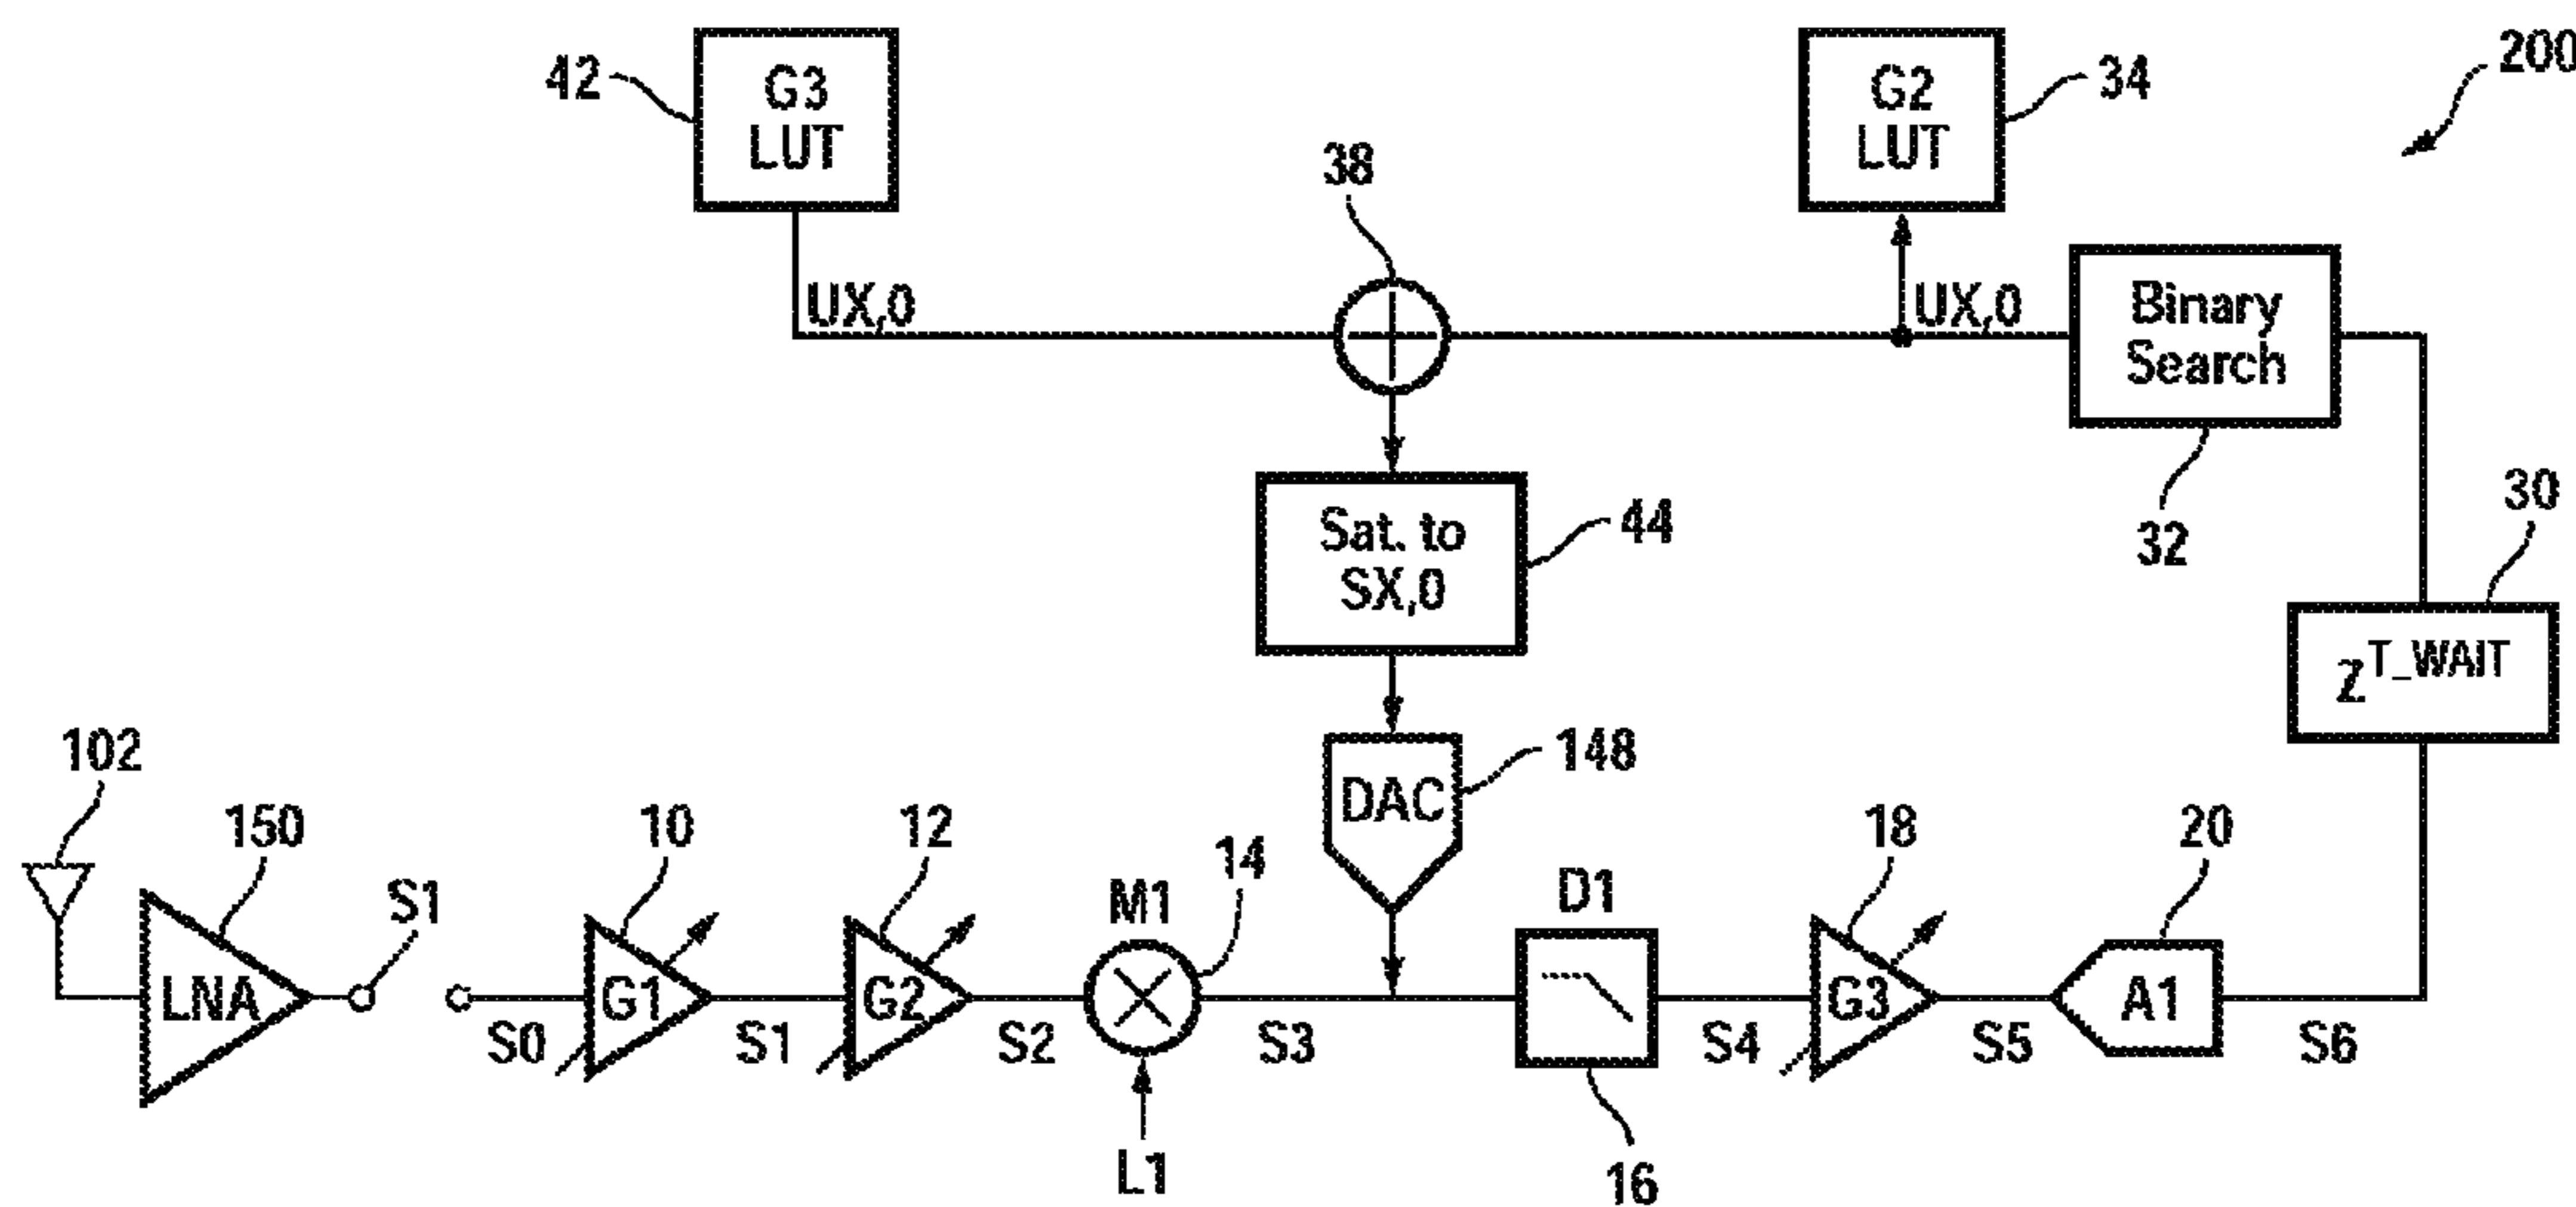 200
42
G3
LUT
G2
LUT
34
38
UX,0
UX,0
Binary
Search
32
Sat. to
SX,0
44
30
Z^T_WAIT
DAC
148
102
150
LNA
S1
S0
10
G1
S1
12
G2
S2
M1
14
L1
S3
D1
16
S4
18
G3
S5
20
A1
S6